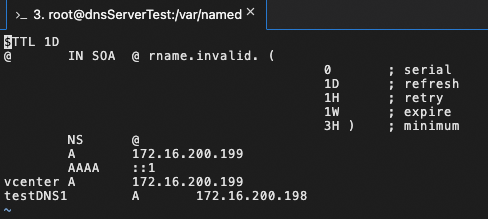 >_ 3. root@dnsServerTest:/var/named ×
$TTL 1D
@ IN SOA @ rname.invalid. (
0 ; serial
1D ; refresh
1H ; retry
1W ; expire
3H ) ; minimum
NS @
A 172.16.200.199
AAAA ::1
vcenter A 172.16.200.199
testDNS1 A 172.16.200.198
~